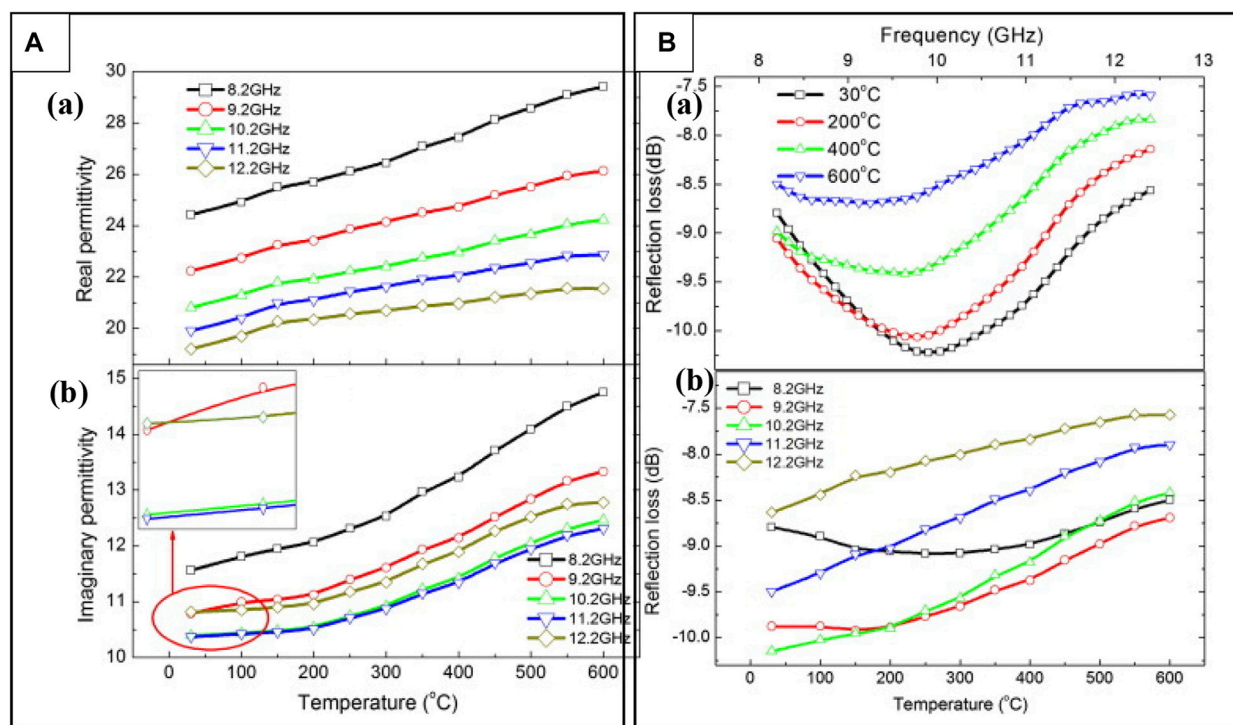 A
(a)
Real permittivity
30
28
26
24
22
20
8.2GHz
9.2GHz
10.2GHz
11.2GHz
12.2GHz
(b)
Imaginary permittivity
15
14
13
12
11
10
8.2GHz
9.2GHz
10.2GHz
11.2GHz
12.2GHz
0 100 200 300 400 500 600
Temperature (°C)
B
Frequency (GHz)
8 9 10 11 12 13
(a)
Reflection loss(dB)
-7.5
-8.0
-8.5
-9.0
-9.5
-10.0
30°C
200°C
400°C
600°C
(b)
Reflection loss (dB)
-7.5
-8.0
-8.5
-9.0
-9.5
-10.0
8.2GHz
9.2GHz
10.2GHz
11.2GHz
12.2GHz
0 100 200 300 400 500 600
Temperature (°C)